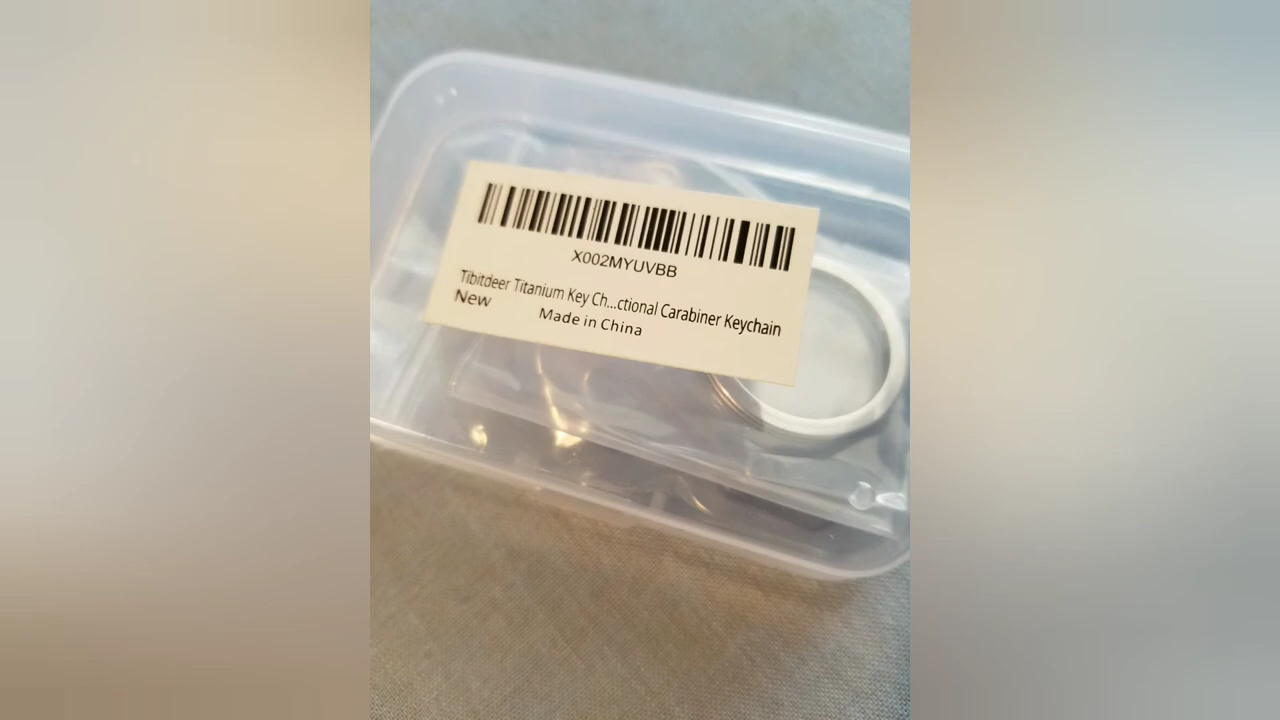 X002MYUVBB
Tibitdeer Titanium Key Ch...ctional Carabiner Keychain
New
Made in China